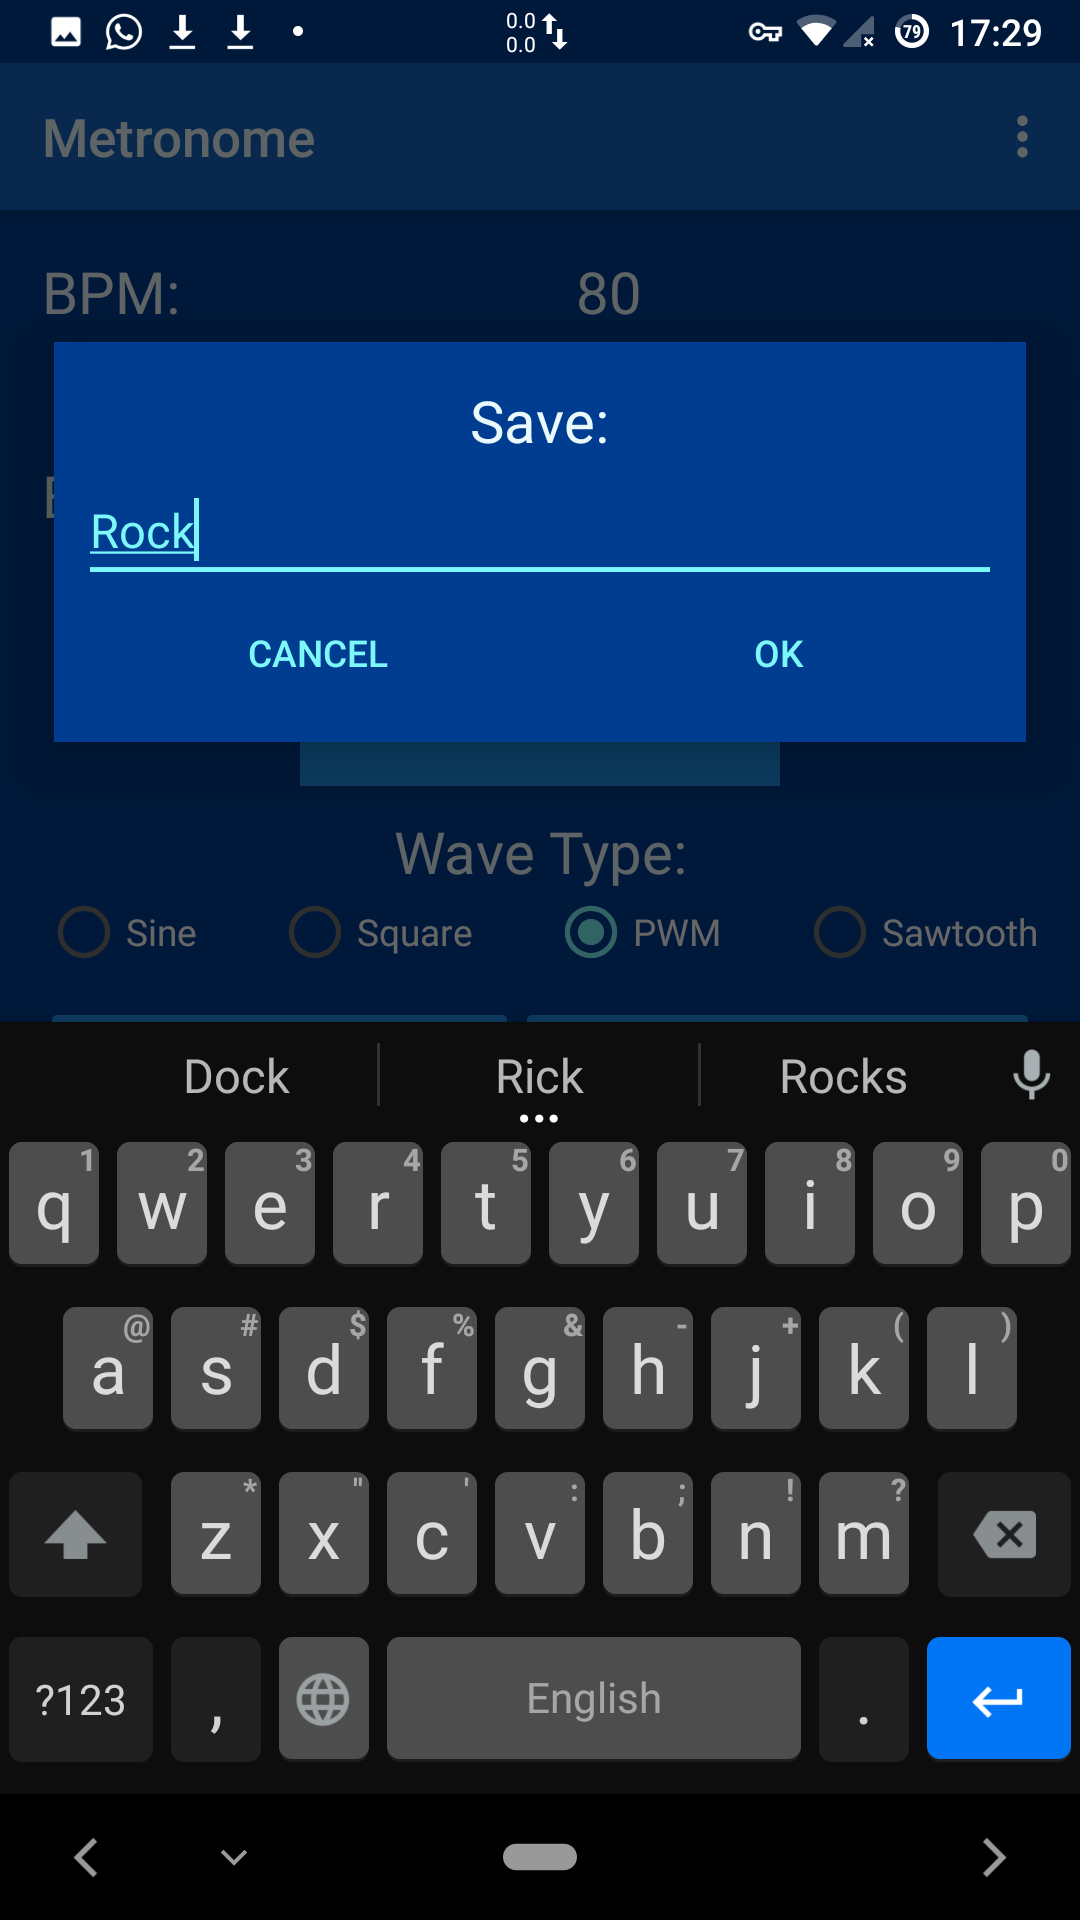 0.0
0.0
79
17:29
Metronome
BPM: 80
Save:
Rock
CANCEL OK
Wave Type:
Sine Square PWM Sawtooth
Dock Rick Rocks
1 2 3 4 5 6 7 8 9 0
q w e r t y u i o p
@ # $ % & - + ( )
a s d f g h j k l
* " ' : ; ! ?
z x c v b n m
?123 , English .